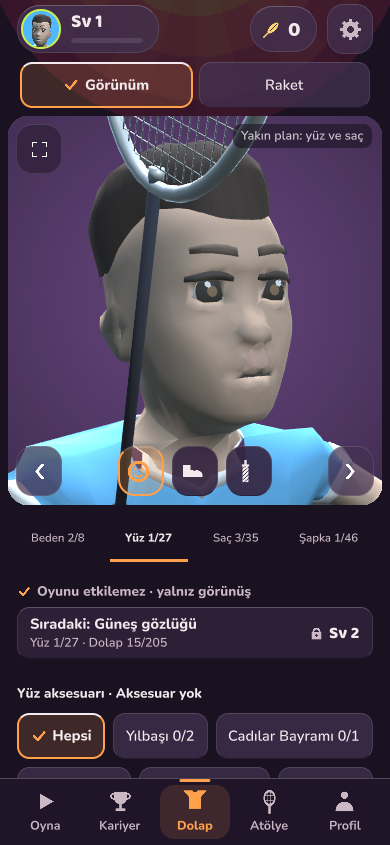 Sv 1
0
Görünüm
Raket
Yakın plan: yüz ve saç
Beden 2/8
Yüz 1/27
Saç 3/35
Şapka 1/46
Oyunu etkilemez · yalnız görünüş
Sıradaki: Güneş gözlüğü
Yüz 1/27 · Dolap 15/205
Sv 2
Yüz aksesuarı · Aksesuar yok
Hepsi
Yılbaşı 0/2
Cadılar Bayramı 0/1
Oyna
Kariyer
Dolap
Atölye
Profil